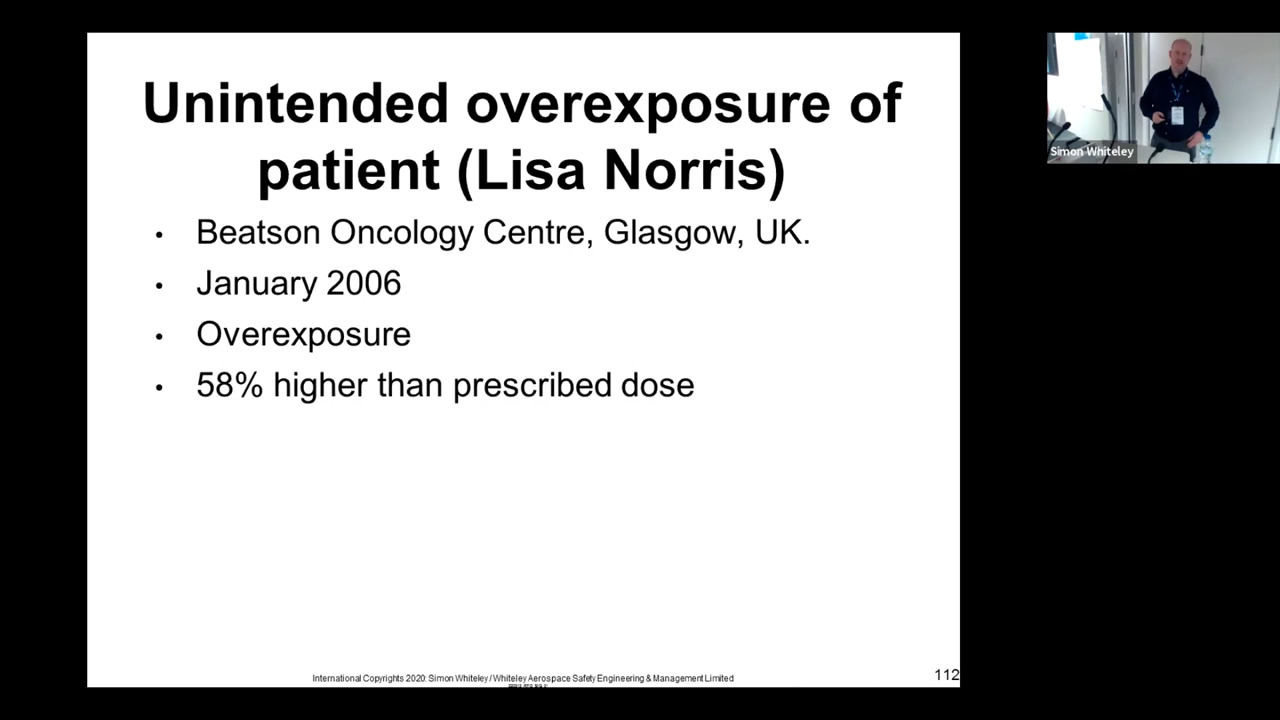 Unintended overexposure of
patient (Lisa Norris)
• Beatson Oncology Centre, Glasgow, UK.
• January 2006
• Overexposure
• 58% higher than prescribed dose
International Copyrights 2020: Simon Whiteley / Whiteley Aerospace Safety Engineering & Management Limited
112
Simon Whiteley